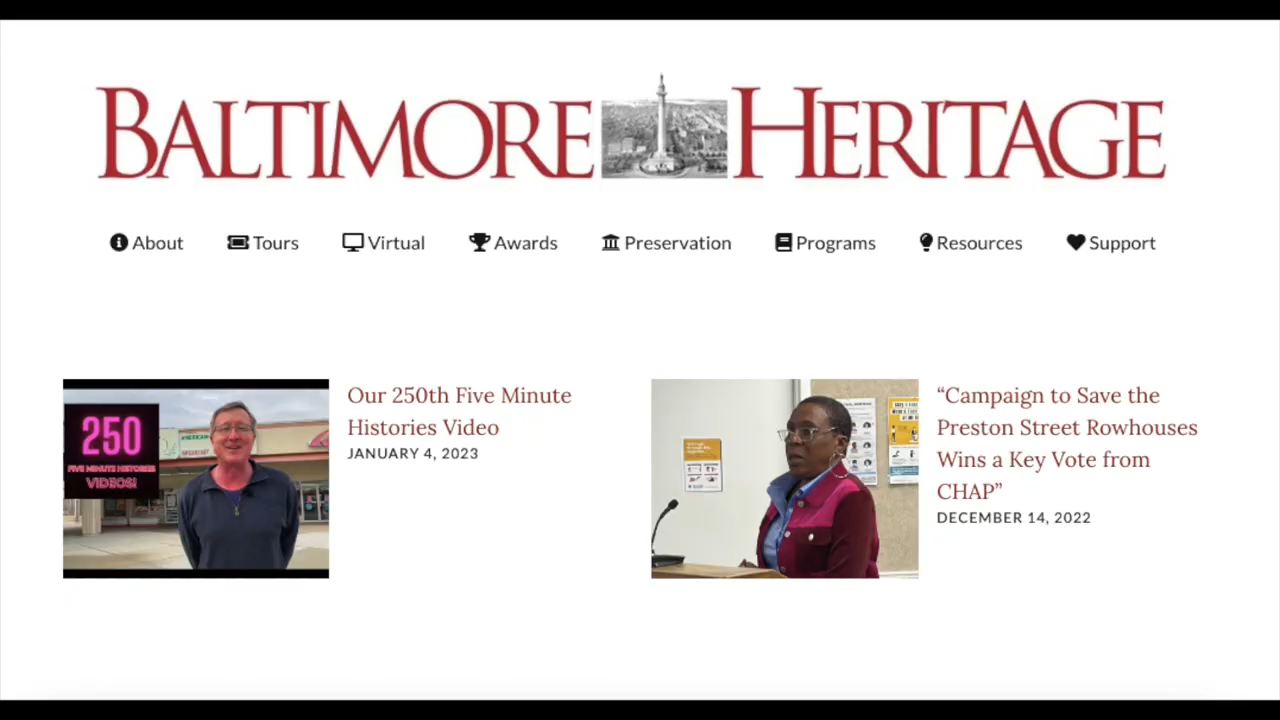 BALTIMORE HERITAGE
About Tours Virtual Awards Preservation Programs Resources Support
250
FIVE MINUTE HISTORIES
VIDEOS!
AMERICAN
BREAKFAST
Our 250th Five Minute
Histories Video
JANUARY 4, 2023
“Campaign to Save the
Preston Street Rowhouses
Wins a Key Vote from
CHAP”
DECEMBER 14, 2022